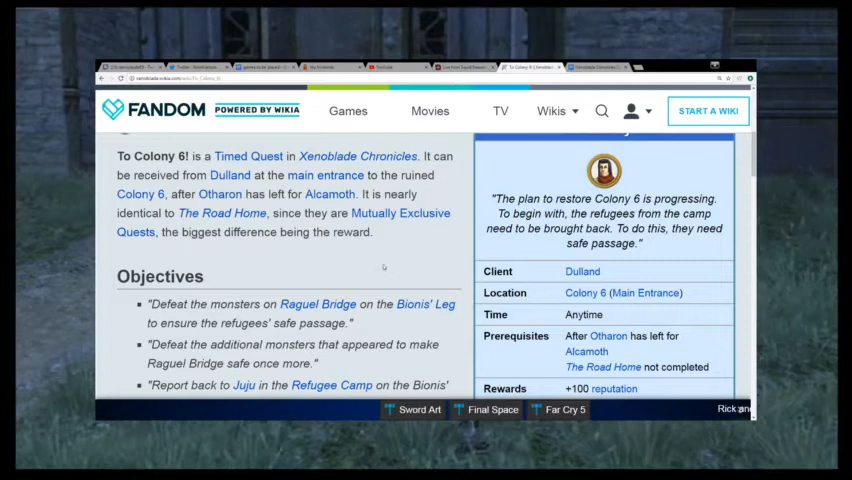 xenoblade.wikia.com/wiki/To_Colony_6!
FANDOM POWERED BY WIKIA Games Movies TV Wikis START A WIKI
To Colony 6! is a Timed Quest in Xenoblade Chronicles. It can
be received from Dulland at the main entrance to the ruined
Colony 6, after Otharon has left for Alcamoth. It is nearly
identical to The Road Home, since they are Mutually Exclusive
Quests, the biggest difference being the reward.
Objectives
"Defeat the monsters on Raguel Bridge on the Bionis' Leg
to ensure the refugees' safe passage."
"Defeat the additional monsters that appeared to make
Raguel Bridge safe once more."
"Report back to Juju in the Refugee Camp on the Bionis'
"The plan to restore Colony 6 is progressing.
To begin with, the refugees from the camp
need to be brought back. To do this, they need
safe passage."
Client Dulland
Location Colony 6 (Main Entrance)
Time Anytime
Prerequisites After Otharon has left for
Alcamoth
The Road Home not completed
Rewards +100 reputation
Sword Art Final Space Far Cry 5 Rick and